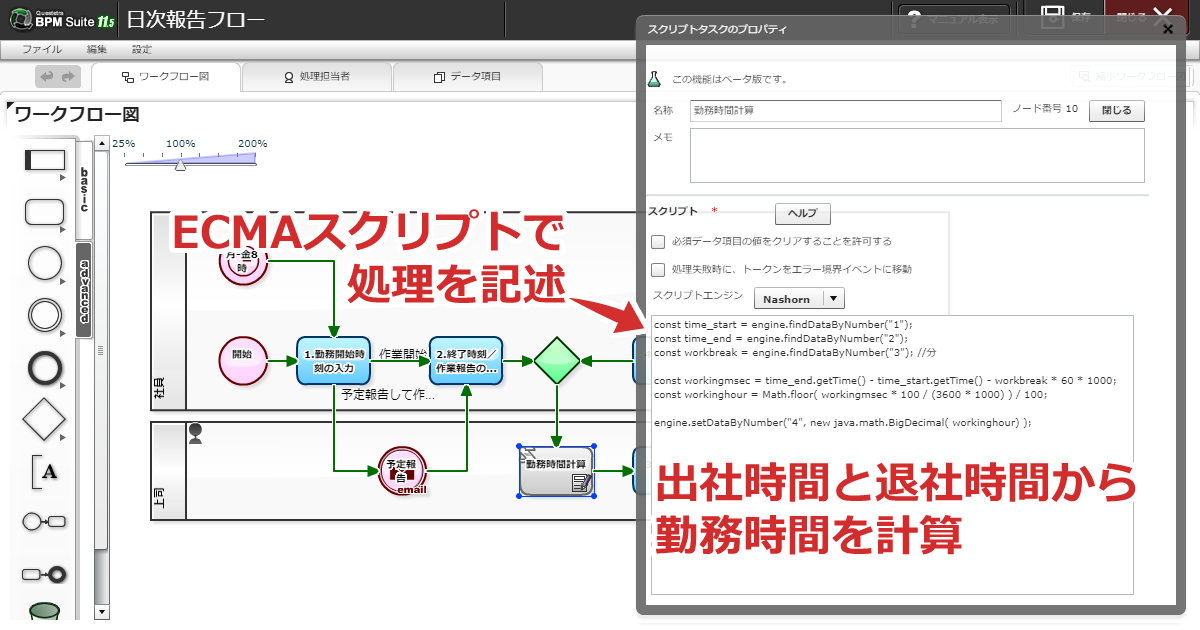 Questetra
BPM Suite 11.5
日次報告フロー
マニュアル表示
保存
閉じる
ファイル
編集
設定
ワークフロー図
処理担当者
データ項目
ワークフロー図
25%
100%
200%
basic
advanced
A
社員
上司
月-金8
時
開始
1.勤務開始時
刻の入力
作業開始
2.終了時刻／
作業報告の...
予定報告して作...
予定報
告
email
勤務時間計算
ECMAスクリプトで
処理を記述
スクリプトタスクのプロパティ
この機能はベータ版です。
名称
勤務時間計算
ノード番号 10
閉じる
メモ
スクリプト *
ヘルプ
必須データ項目の値をクリアすることを許可する
処理失敗時に、トークンをエラー境界イベントに移動
スクリプトエンジン
Nashorn
const time_start = engine.findDataByNumber("1");
const time_end = engine.findDataByNumber("2");
const workbreak = engine.findDataByNumber("3"); //分
const workingmsec = time_end.getTime() - time_start.getTime() - workbreak * 60 * 1000;
const workinghour = Math.floor( workingmsec * 100 / (3600 * 1000) ) / 100;
engine.setDataByNumber("4", new java.math.BigDecimal( workinghour) );
出社時間と退社時間から
勤務時間を計算